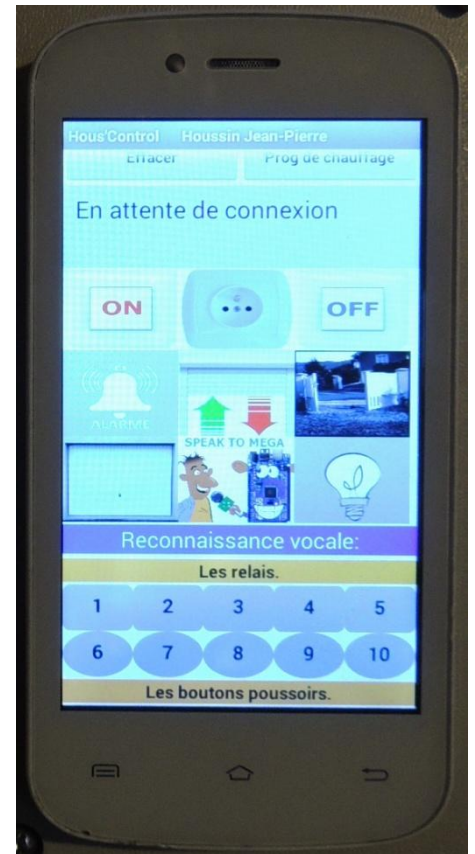 Hous'Control Houssin Jean-Pierre
Effacer Prog de chauffage
En attente de connexion
ON OFF
ALARME
SPEAK TO MEGA
Reconnaissance vocale:
Les relais.
1 2 3 4 5
6 7 8 9 10
Les boutons poussoirs.